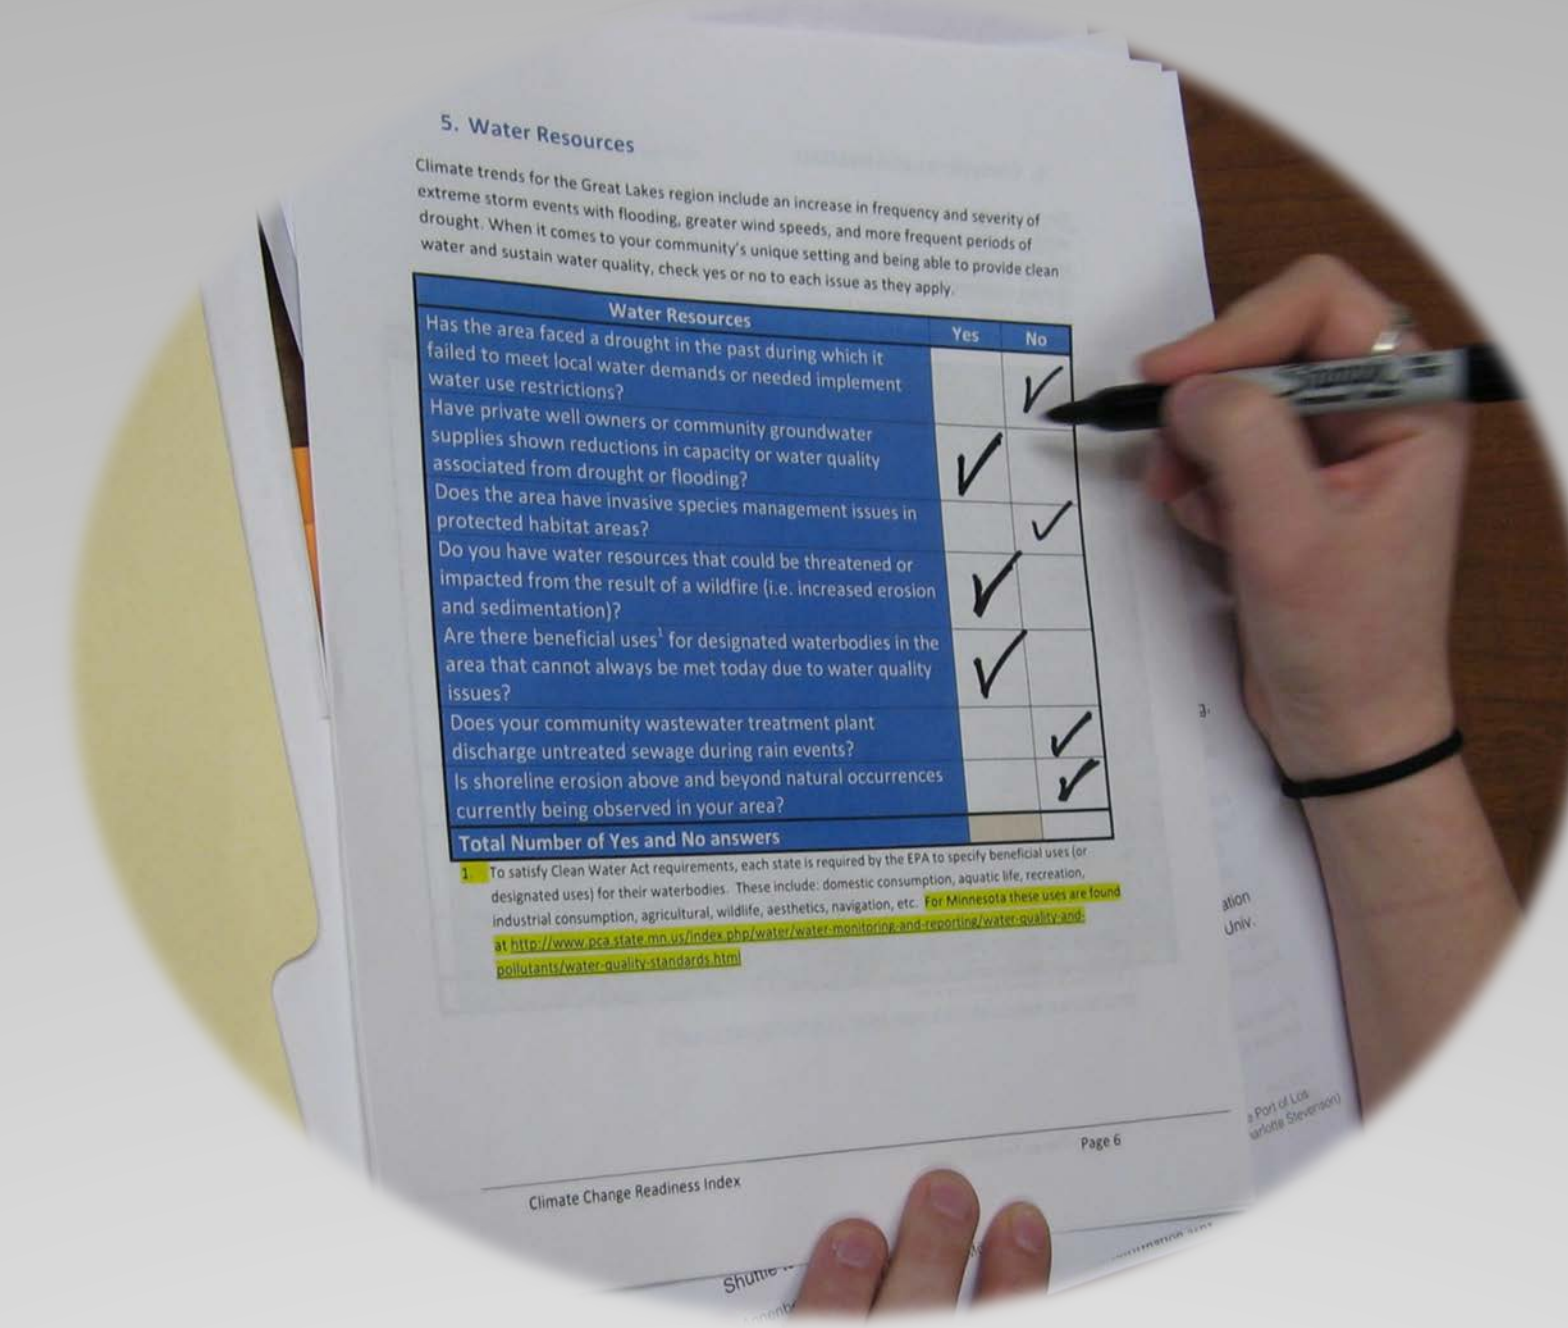 5. Water Resources
Climate trends for the Great Lakes region include an increase in frequency and severity of
extreme storm events with flooding, greater wind speeds, and more frequent periods of
drought. When it comes to your community's unique setting and being able to provide clean
water and sustain water quality, check yes or no to each issue as they apply.
Water Resources Yes No
Has the area faced a drought in the past during which it
failed to meet local water demands or needed implement
water use restrictions?
Have private well owners or community groundwater
supplies shown reductions in capacity or water quality
associated from drought or flooding?
Does the area have invasive species management issues in
protected habitat areas?
Do you have water resources that could be threatened or
impacted from the result of a wildfire (i.e. increased erosion
and sedimentation)?
Are there beneficial uses¹ for designated waterbodies in the
area that cannot always be met today due to water quality
issues?
Does your community wastewater treatment plant
discharge untreated sewage during rain events?
Is shoreline erosion above and beyond natural occurrences
currently being observed in your area?
Total Number of Yes and No answers
1. To satisfy Clean Water Act requirements, each state is required by the EPA to specify beneficial uses (or
designated uses) for their waterbodies. These include: domestic consumption, aquatic life, recreation,
industrial consumption, agricultural, wildlife, aesthetics, navigation, etc. For Minnesota these uses are found
at http://www.pca.state.mn.us/index.php/water/water-monitoring-and-reporting/water-quality-and-
pollutants/water-quality-standards.html
Page 6
Climate Change Readiness Index
ation
Univ.
Port of Los
arlotte Stevenson)